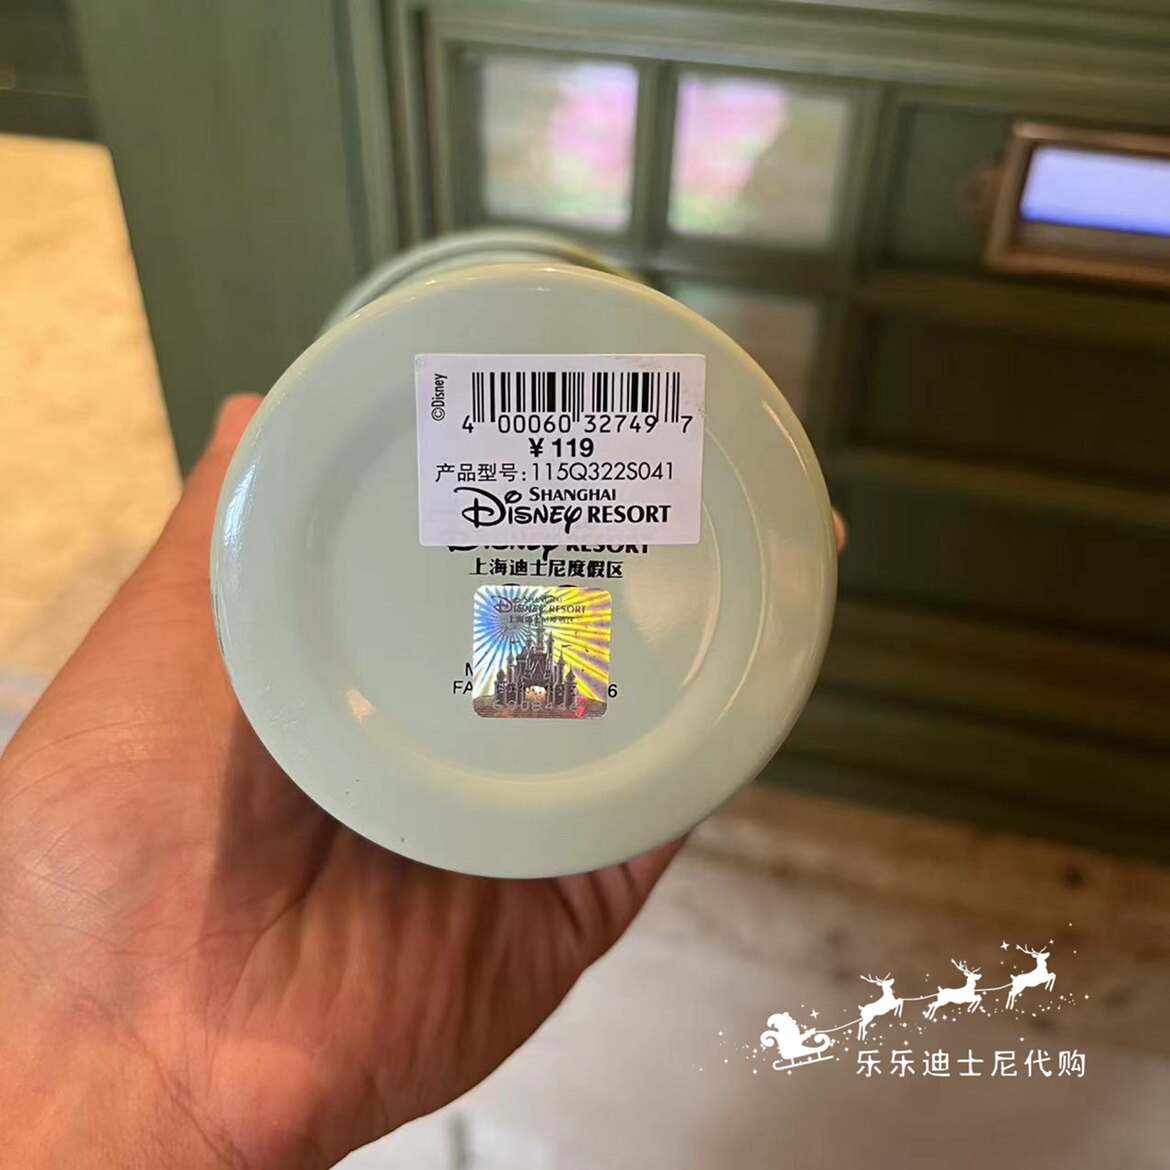 ©Disney
4 00060 32749 7
¥ 119
产品型号: 115Q322S041
SHANGHAI
DISNEY RESORT
DISNEY RESORT
上海迪士尼度假区
SHANGHAI
DISNEY RESORT
上海迪士尼度假区
乐乐迪士尼代购